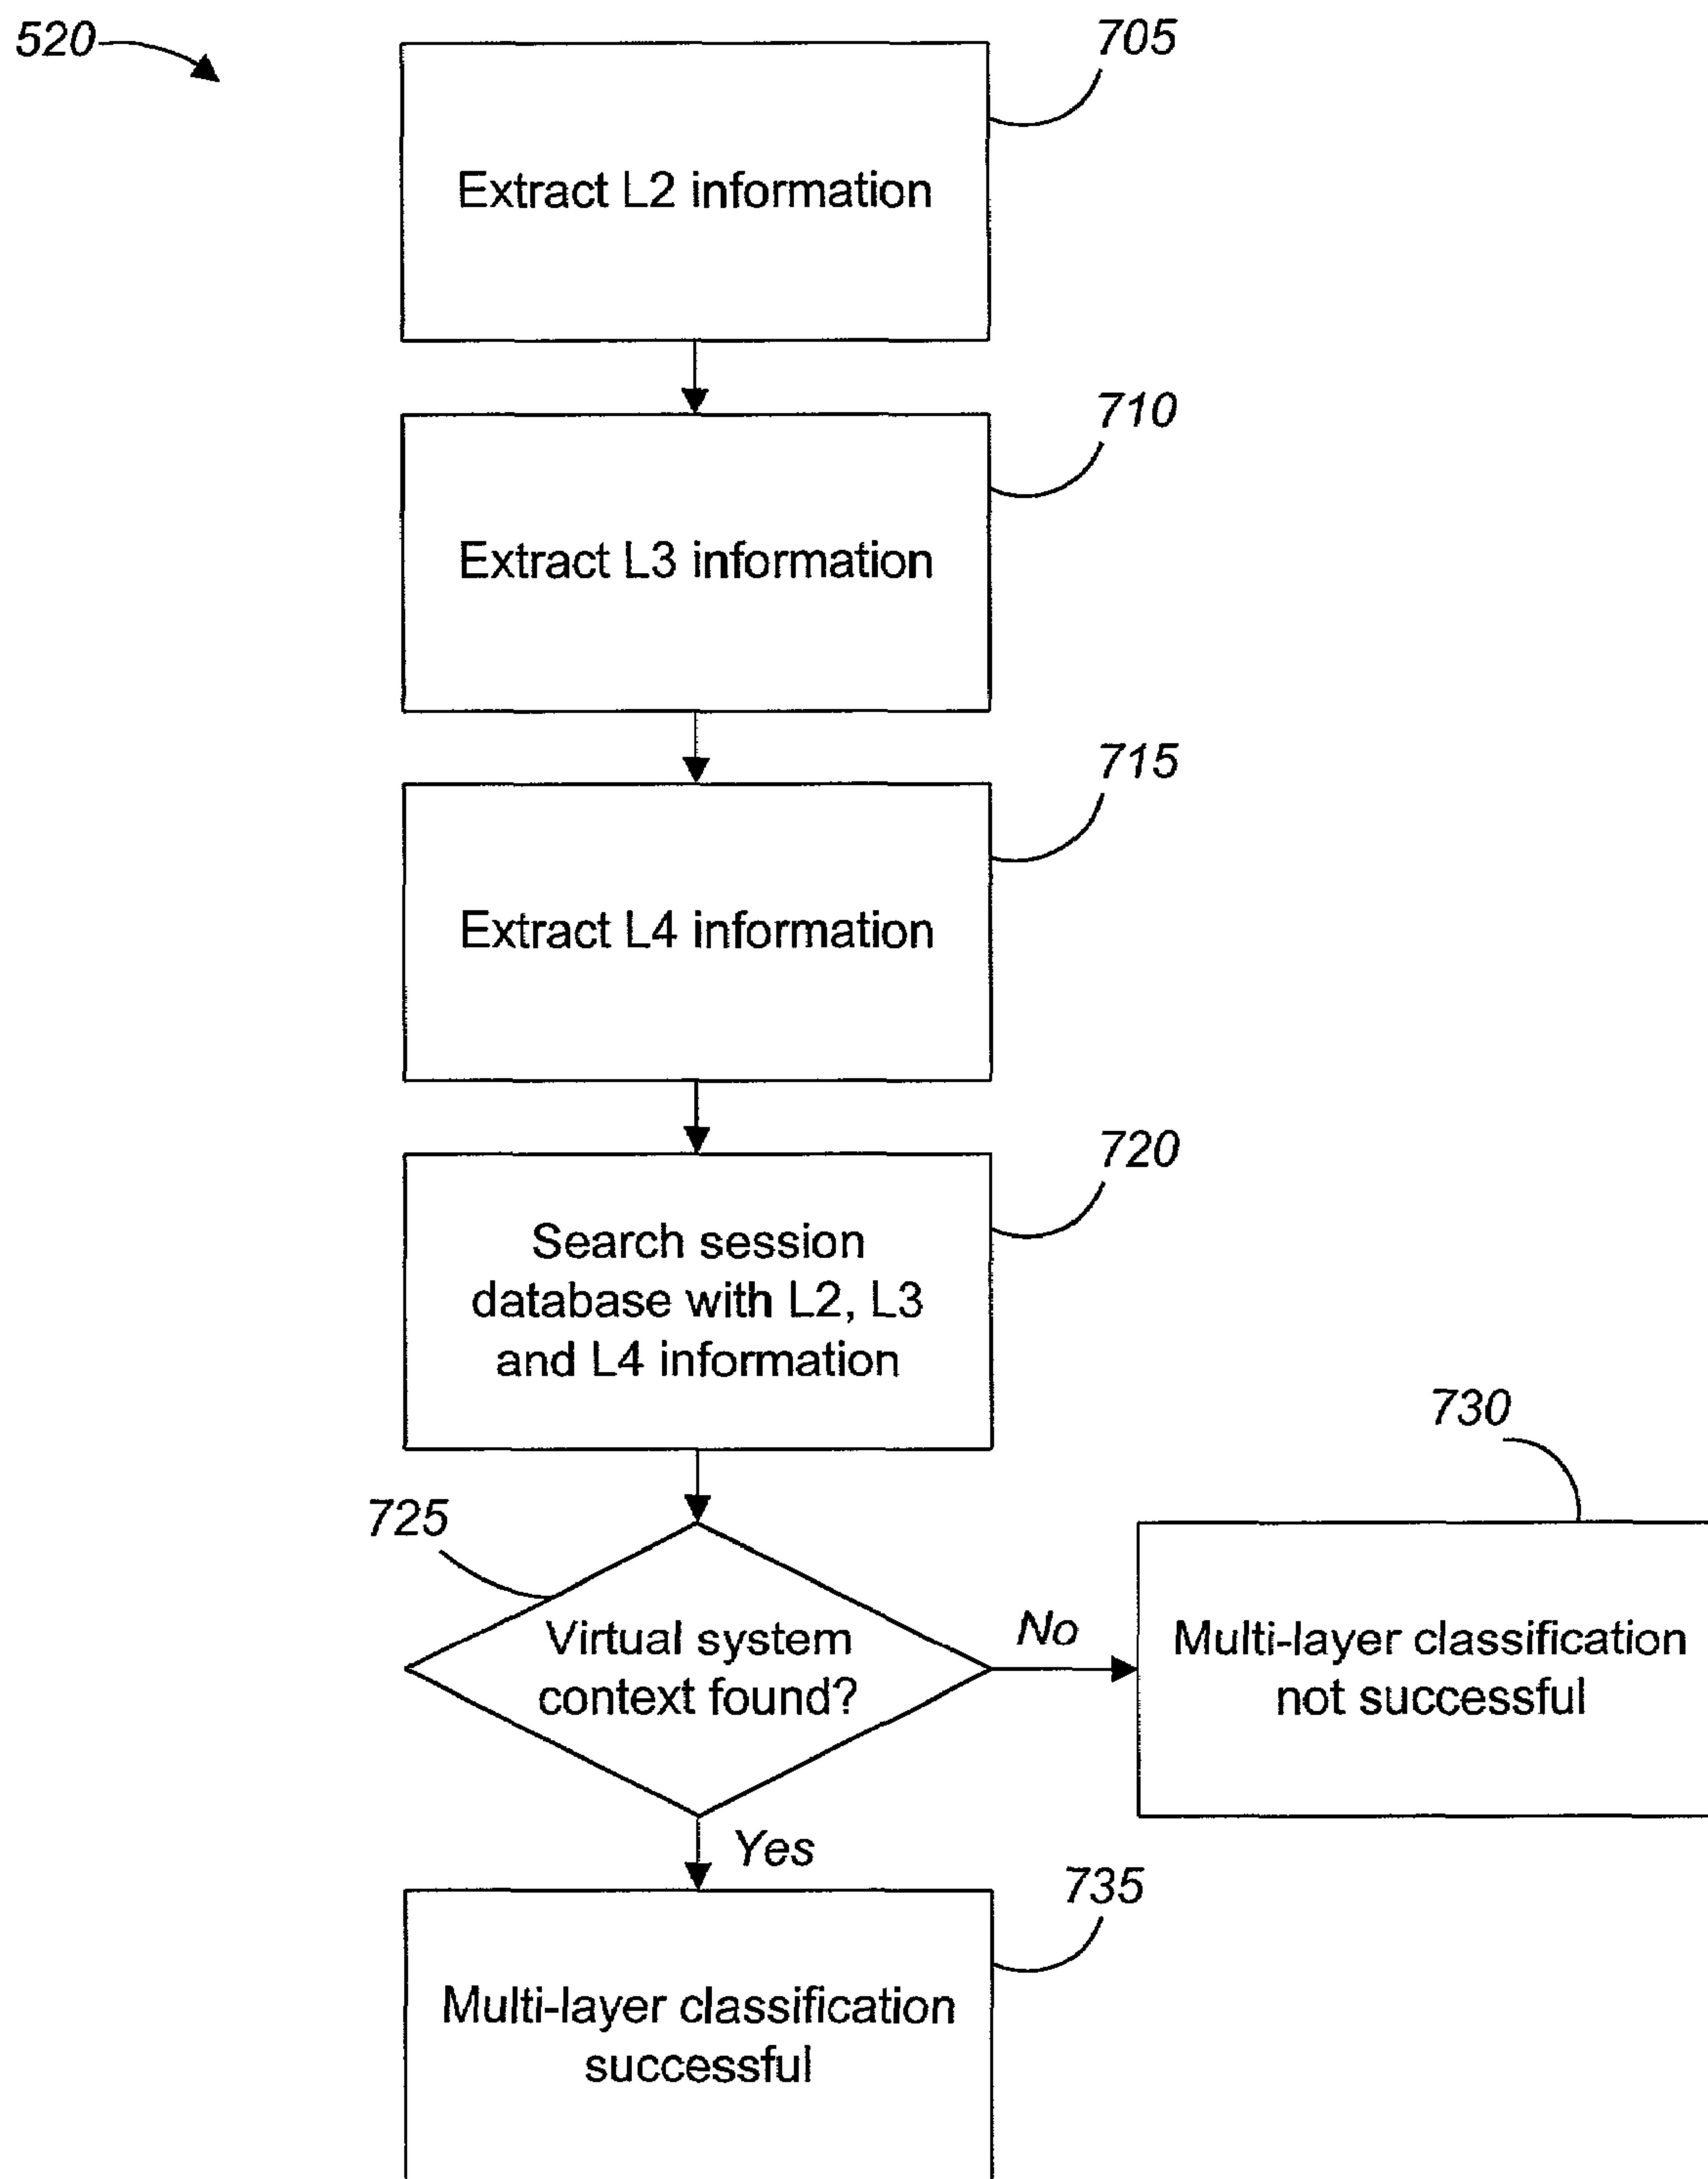 520
705
Extract L2 information
710
Extract L3 information
715
Extract L4 information
720
Search session
database with L2, L3
and L4 information
725
Virtual system
context found?
No
730
Multi-layer classification
not successful
Yes
735
Multi-layer classification
successful